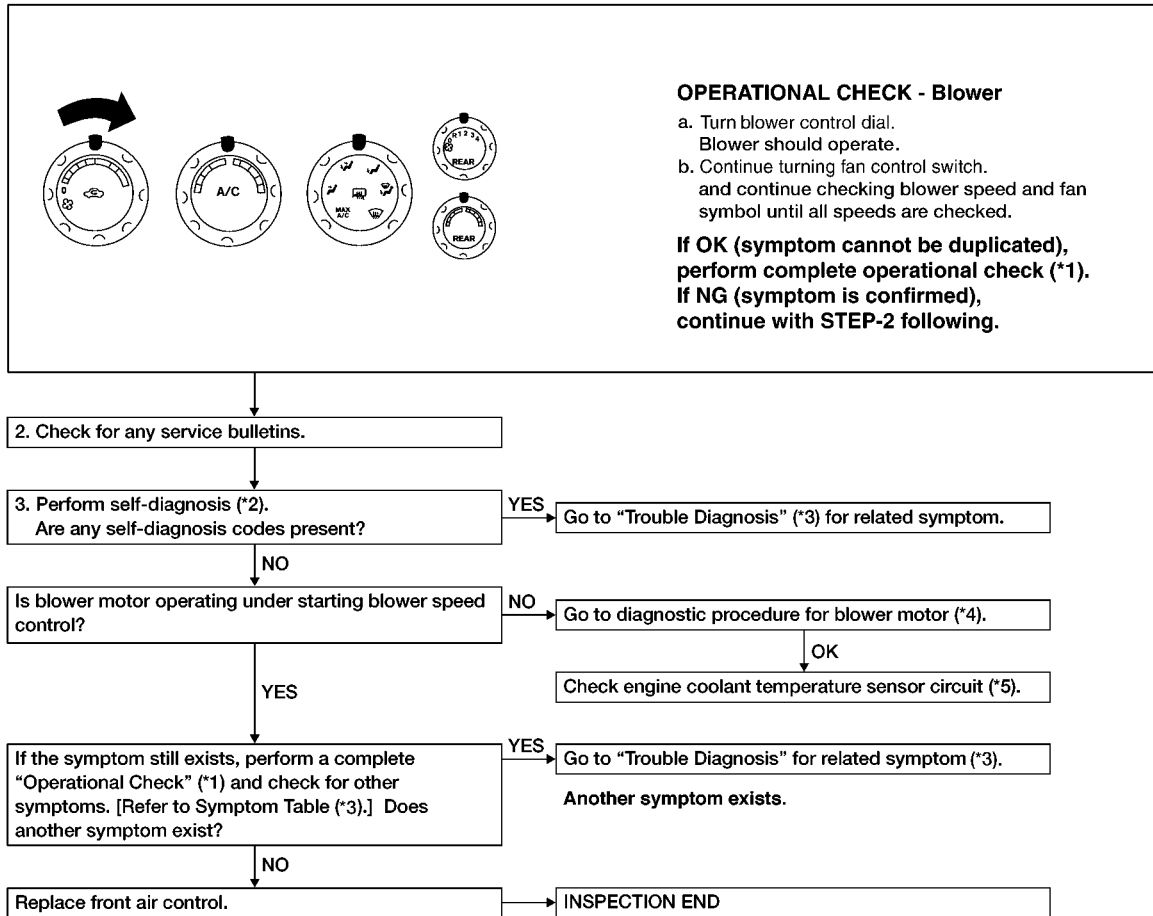 OPERATIONAL CHECK - Blower
a. Turn blower control dial.
Blower should operate.
b. Continue turning fan control switch.
and continue checking blower speed and fan
symbol until all speeds are checked.
If OK (symptom cannot be duplicated),
perform complete operational check (*1).
If NG (symptom is confirmed),
continue with STEP-2 following.
A/C
MAX
A/C
0 R 1 2 3 4
REAR
REAR
2. Check for any service bulletins.
3. Perform self-diagnosis (*2).
Are any self-diagnosis codes present?
YES
Go to “Trouble Diagnosis” (*3) for related symptom.
NO
Is blower motor operating under starting blower speed
control?
NO
Go to diagnostic procedure for blower motor (*4).
OK
Check engine coolant temperature sensor circuit (*5).
YES
If the symptom still exists, perform a complete
“Operational Check” (*1) and check for other
symptoms. [Refer to Symptom Table (*3).] Does
another symptom exist?
YES
Go to “Trouble Diagnosis” for related symptom (*3).
Another symptom exists.
NO
Replace front air control.
INSPECTION END